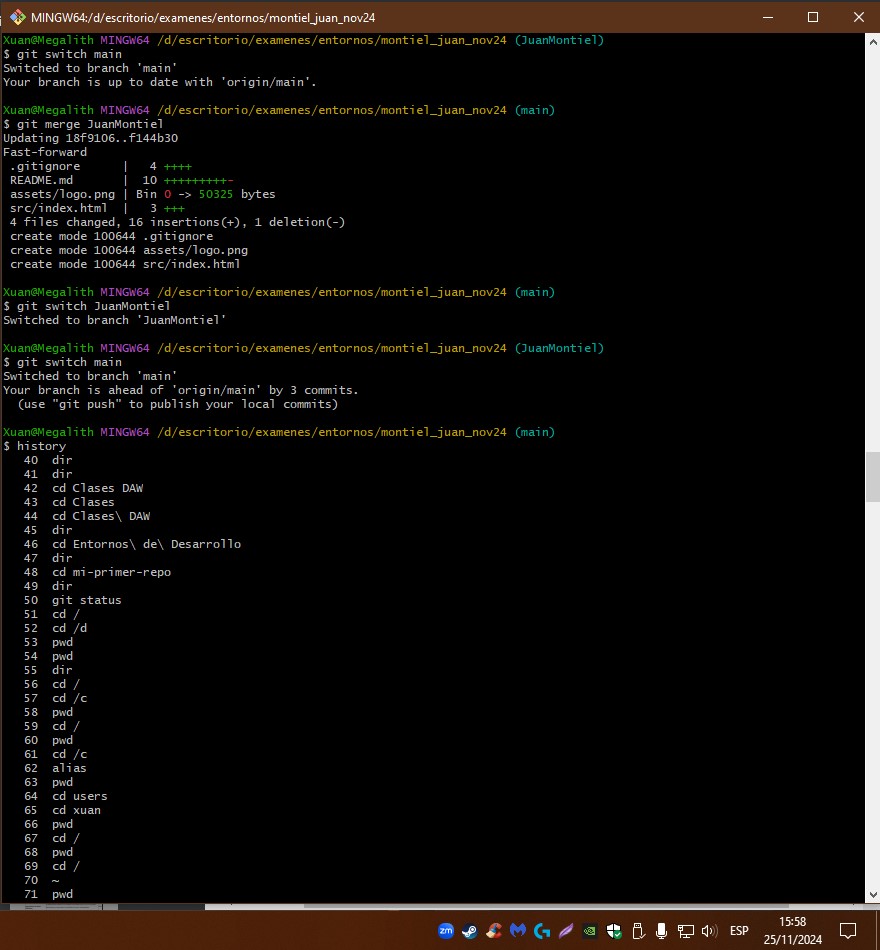 MINGW64:/d/escritorio/examenes/entornos/montiel_juan_nov24
Xuan@Megalith MINGW64 /d/escritorio/examenes/entornos/montiel_juan_nov24 (JuanMontiel)
$ git switch main
Switched to branch 'main'
Your branch is up to date with 'origin/main'.
Xuan@Megalith MINGW64 /d/escritorio/examenes/entornos/montiel_juan_nov24 (main)
$ git merge JuanMontiel
Updating 18f9106..f144b30
Fast-forward
 .gitignore      |   4 ++++
 README.md       |  10 +++++++++-
 assets/logo.png | Bin 0 -> 50325 bytes
 src/index.html  |   3 +++
 4 files changed, 16 insertions(+), 1 deletion(-)
 create mode 100644 .gitignore
 create mode 100644 assets/logo.png
 create mode 100644 src/index.html
Xuan@Megalith MINGW64 /d/escritorio/examenes/entornos/montiel_juan_nov24 (main)
$ git switch JuanMontiel
Switched to branch 'JuanMontiel'
Xuan@Megalith MINGW64 /d/escritorio/examenes/entornos/montiel_juan_nov24 (JuanMontiel)
$ git switch main
Switched to branch 'main'
Your branch is ahead of 'origin/main' by 3 commits.
  (use "git push" to publish your local commits)
Xuan@Megalith MINGW64 /d/escritorio/examenes/entornos/montiel_juan_nov24 (main)
$ history
   40  dir
   41  dir
   42  cd Clases DAW
   43  cd Clases
   44  cd Clases\ DAW
   45  dir
   46  cd Entornos\ de\ Desarrollo
   47  dir
   48  cd mi-primer-repo
   49  dir
   50  git status
   51  cd /
   52  cd /d
   53  pwd
   54  pwd
   55  dir
   56  cd /
   57  cd /c
   58  pwd
   59  cd /
   60  pwd
   61  cd /c
   62  alias
   63  pwd
   64  cd users
   65  cd xuan
   66  pwd
   67  cd /
   68  pwd
   69  cd /
   70  ~
   71  pwd
zm
ESP
15:58
25/11/2024